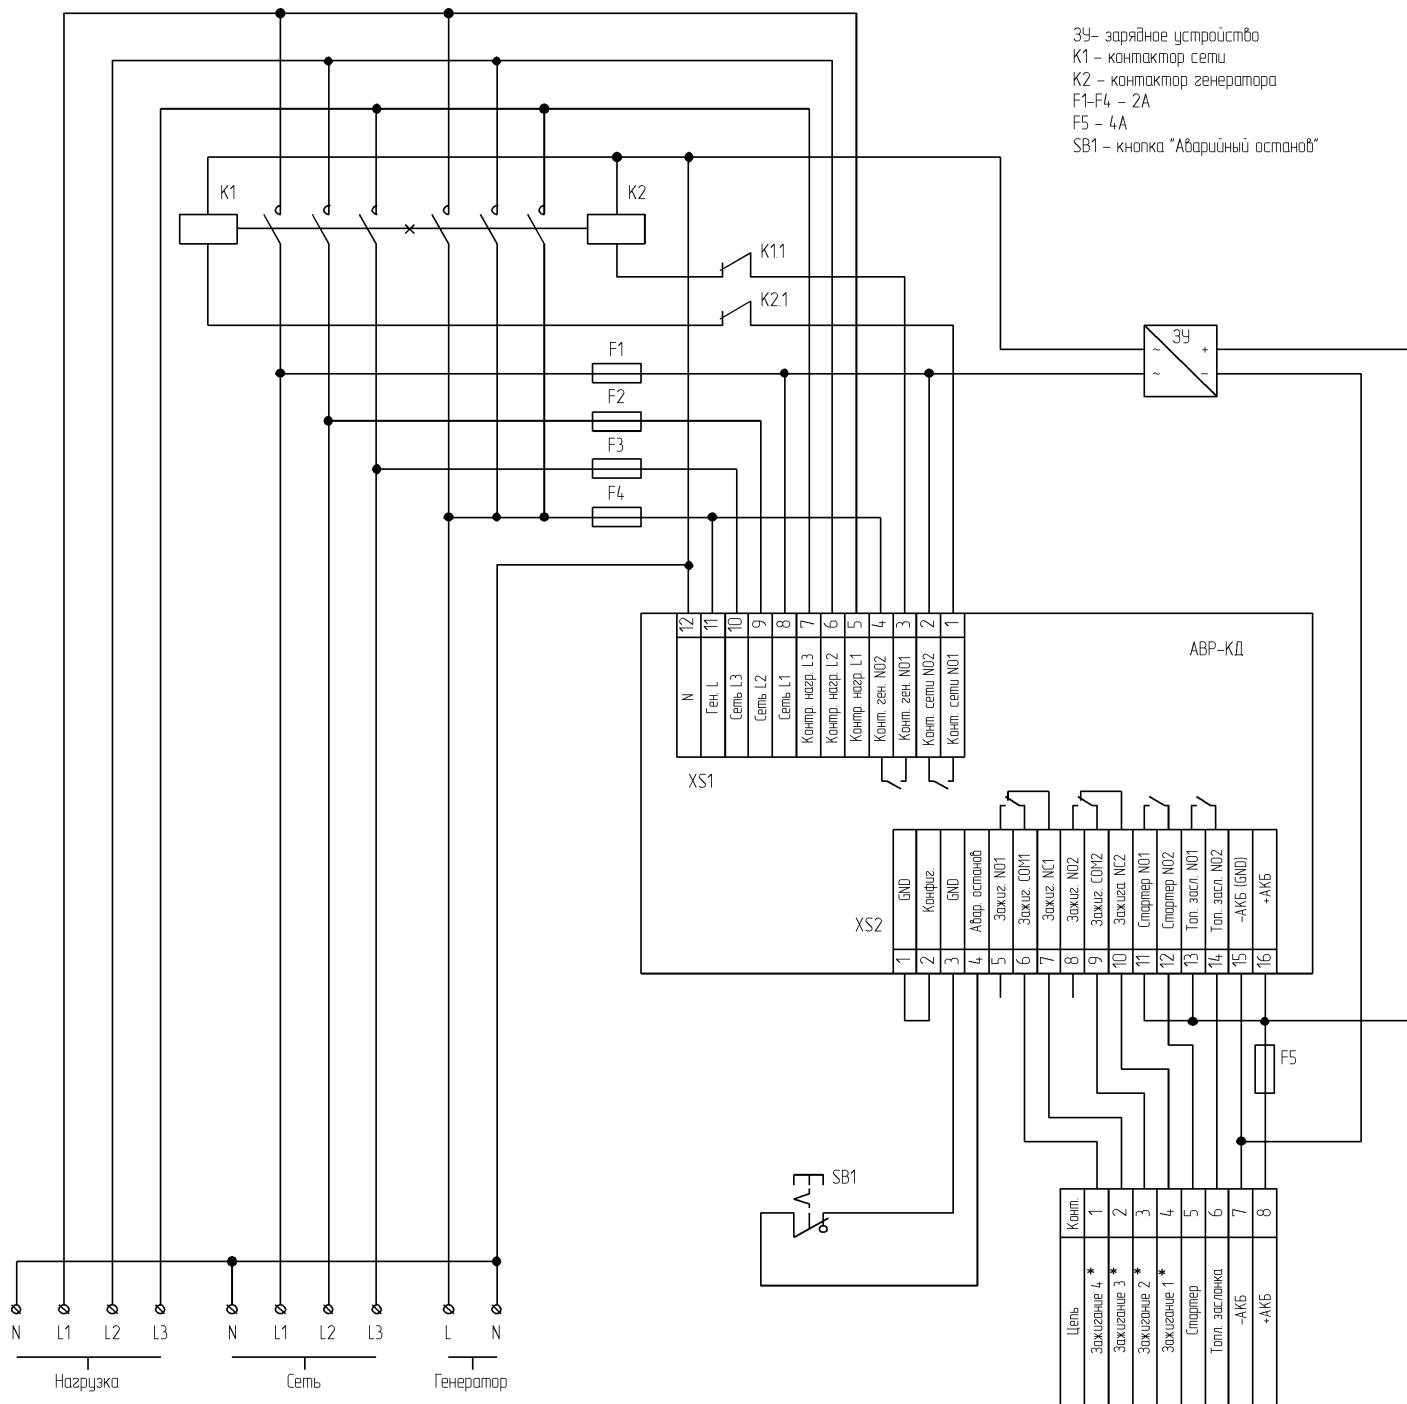 ЗУ- зарядное устройство
К1 - контактор сети
К2 - контактор генератора
F1-F4 - 2А
F5 - 4А
SB1 - кнопка "Аварийный останов"
К1
К2
К1.1
К2.1
ЗУ
~ +
~ -
F1
F2
F3
F4
АВР-КД
12 11 10 9 8 7 6 5 4 3 2 1
N
Ген. L
Сеть L3
Сеть L2
Сеть L1
Контр. нагр. L3
Контр. нагр. L2
Контр. нагр. L1
Конт. ген. NO2
Конт. ген. NO1
Конт. сети NO2
Конт. сети NO1
XS1
XS2
GND
Конфиг.
GND
Авар. останов
Зажиг. NO1
Зажиг. COM1
Зажиг. NC1
Зажиг. NO2
Зажиг. COM2
Зажига. NC2
Стартер NO1
Стартер NO2
Топ. засл. NO1
Топ. засл. NO2
-АКБ (GND)
+АКБ
1 2 3 4 5 6 7 8 9 10 11 12 13 14 15 16
F5
SB1
Конт. 1 2 3 4 5 6 7 8
Цепь
Зажигание 4 *
Зажигание 3 *
Зажигание 2 *
Зажигание 1 *
Стартер
Топл. заслонка
-АКБ
+АКБ
N L1 L2 L3 N L1 L2 L3 L N
Нагрузка Сеть Генератор